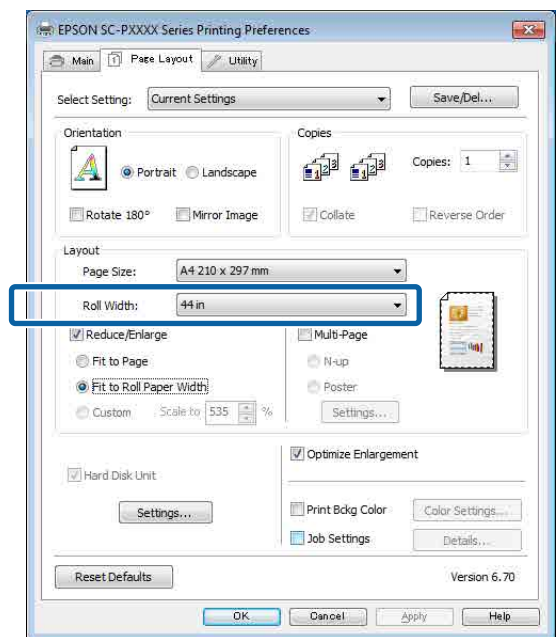 EPSON SC-PXXXX Series Printing Preferences
Main Page Layout Utility
Select Setting: Current Settings Save/Del...
Orientation
Portrait Landscape
Rotate 180° Mirror Image
Copies
Copies: 1
Collate Reverse Order
Layout
Page Size: A4 210 x 297 mm
Roll Width: 44 in
Reduce/Enlarge
Fit to Page
Fit to Roll Paper Width
Custom Scale to 535 %
Multi-Page
N-up
Poster
Settings...
Optimize Enlargement
Hard Disk Unit
Settings...
Print Bckg Color Color Settings...
Job Settings Details...
Reset Defaults Version 6.70
OK Cancel Apply Help